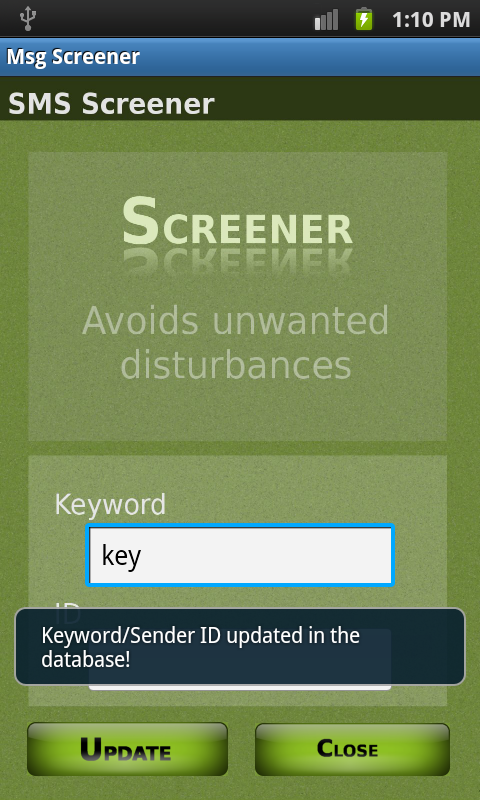 1:10 PM
Msg Screener
SMS Screener
SCREENER
Avoids unwanted
disturbances
Keyword
key
ID
Keyword/Sender ID updated in the
database!
UPDATE
CLOSE